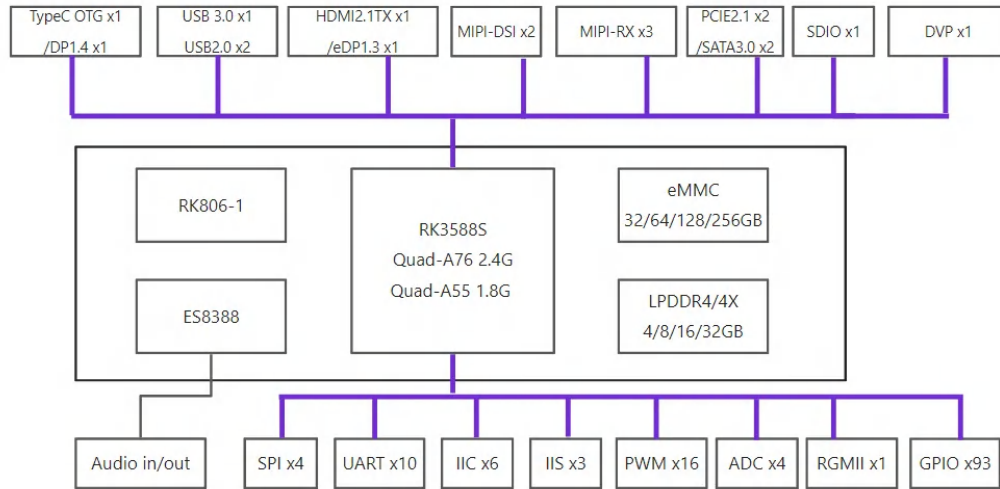 TypeC OTG x1
/DP1.4 x1
USB 3.0 x1
USB2.0 x2
HDMI2.1TX x1
/eDP1.3 x1
MIPI-DSI x2
MIPI-RX x3
PCIE2.1 x2
/SATA3.0 x2
SDIO x1
DVP x1
RK806-1
ES8388
RK3588S
Quad-A76 2.4G
Quad-A55 1.8G
eMMC
32/64/128/256GB
LPDDR4/4X
4/8/16/32GB
Audio in/out
SPI x4
UART x10
IIC x6
IIS x3
PWM x16
ADC x4
RGMII x1
GPIO x93